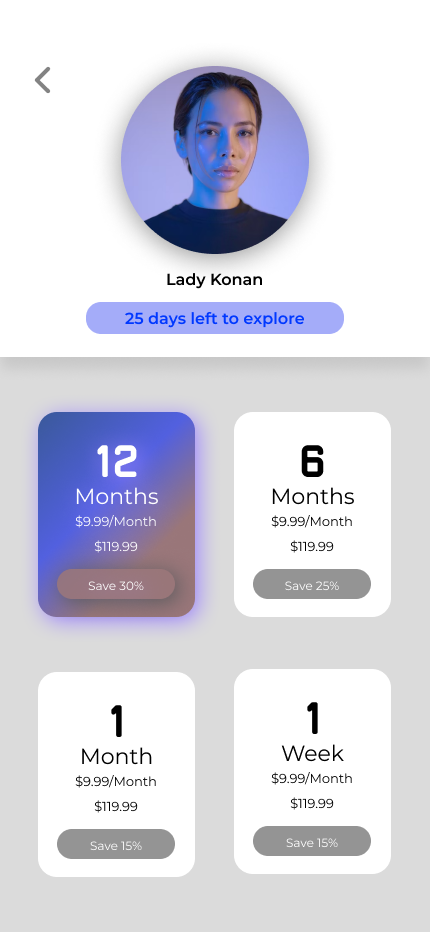 Lady Konan
25 days left to explore
12
Months
$9.99/Month
$119.99
Save 30%
6
Months
$9.99/Month
$119.99
Save 25%
1
Month
$9.99/Month
$119.99
Save 15%
1
Week
$9.99/Month
$119.99
Save 15%